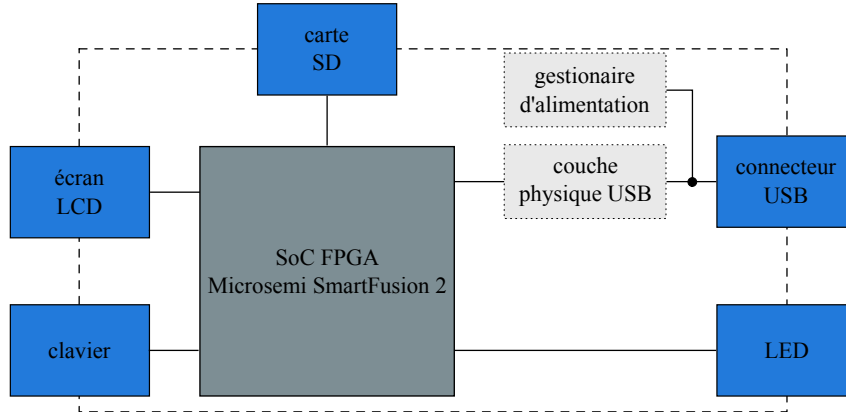 carte
SD
gestionaire
d'alimentation
écran
LCD
couche
physique USB
connecteur
USB
SoC FPGA
Microsemi SmartFusion 2
clavier
LED